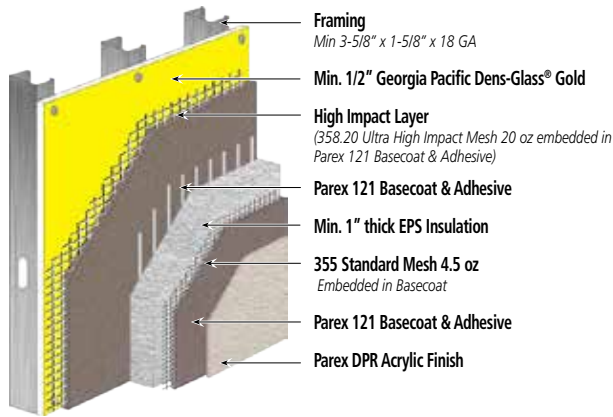 Framing
Min 3-5/8" x 1-5/8" x 18 GA
Min. 1/2" Georgia Pacific Dens-Glass® Gold
High Impact Layer
(358.20 Ultra High Impact Mesh 20 oz embedded in
Parex 121 Basecoat & Adhesive)
Parex 121 Basecoat & Adhesive
Min. 1" thick EPS Insulation
355 Standard Mesh 4.5 oz
Embedded in Basecoat
Parex 121 Basecoat & Adhesive
Parex DPR Acrylic Finish